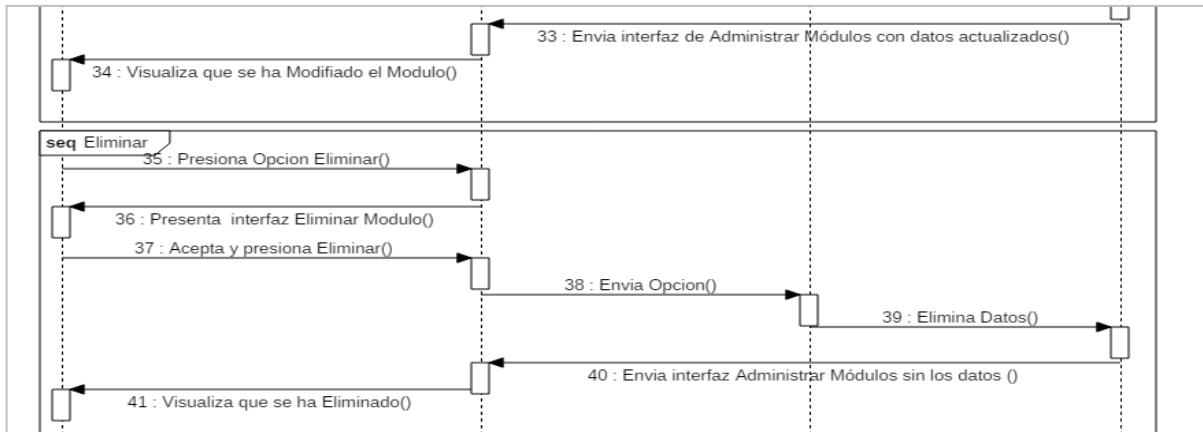 33 : Envia interfaz de Administrar Módulos con datos actualizados()
34 : Visualiza que se ha Modifiado el Modulo()
seq Eliminar
35 : Presiona Opcion Eliminar()
36 : Presenta interfaz Eliminar Modulo()
37 : Acepta y presiona Eliminar()
38 : Envia Opcion()
39 : Elimina Datos()
40 : Envia interfaz Administrar Módulos sin los datos ()
41 : Visualiza que se ha Eliminado()